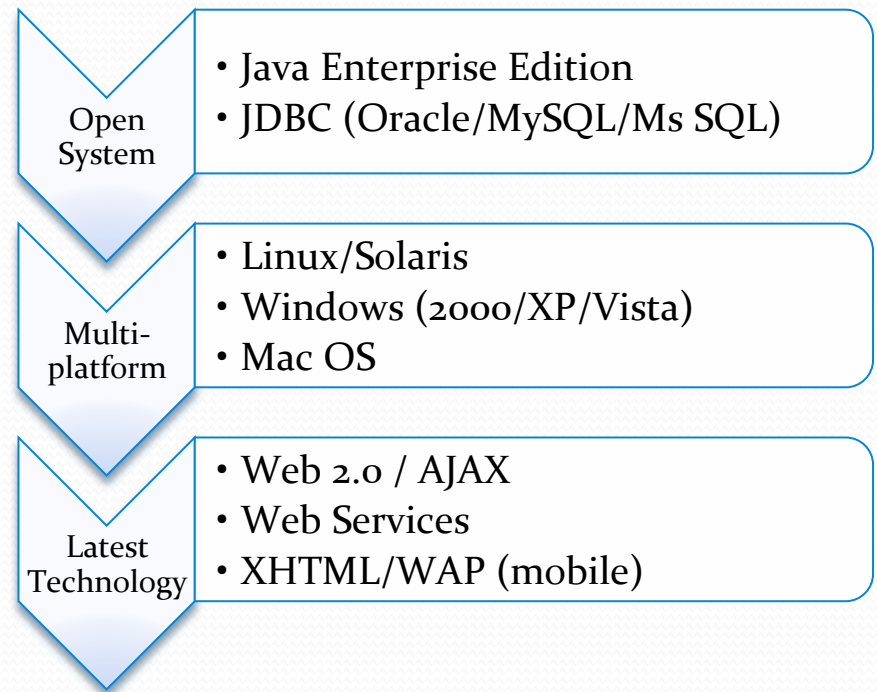 Open
System
• Java Enterprise Edition
• JDBC (Oracle/MySQL/Ms SQL)
Multi-
platform
• Linux/Solaris
• Windows (2000/XP/Vista)
• Mac OS
Latest
Technology
• Web 2.0 / AJAX
• Web Services
• XHTML/WAP (mobile)